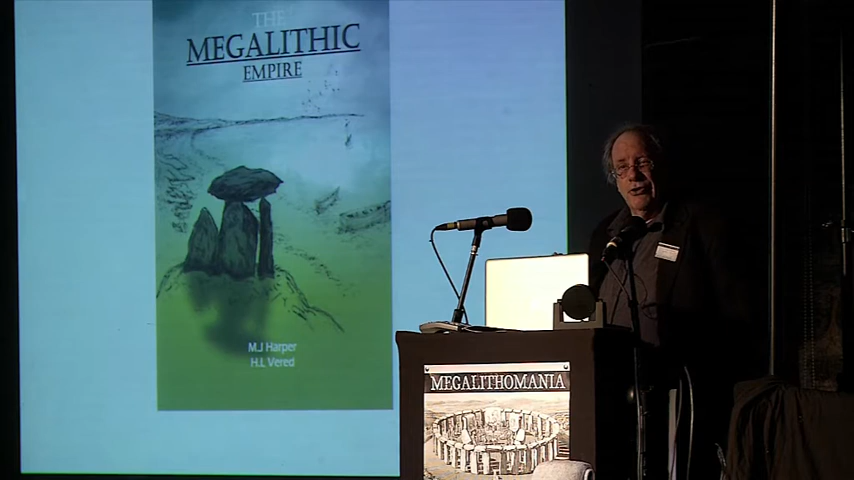 THE
MEGALITHIC
EMPIRE
M.J Harper
H.L Vered
MEGALITHOMANIA